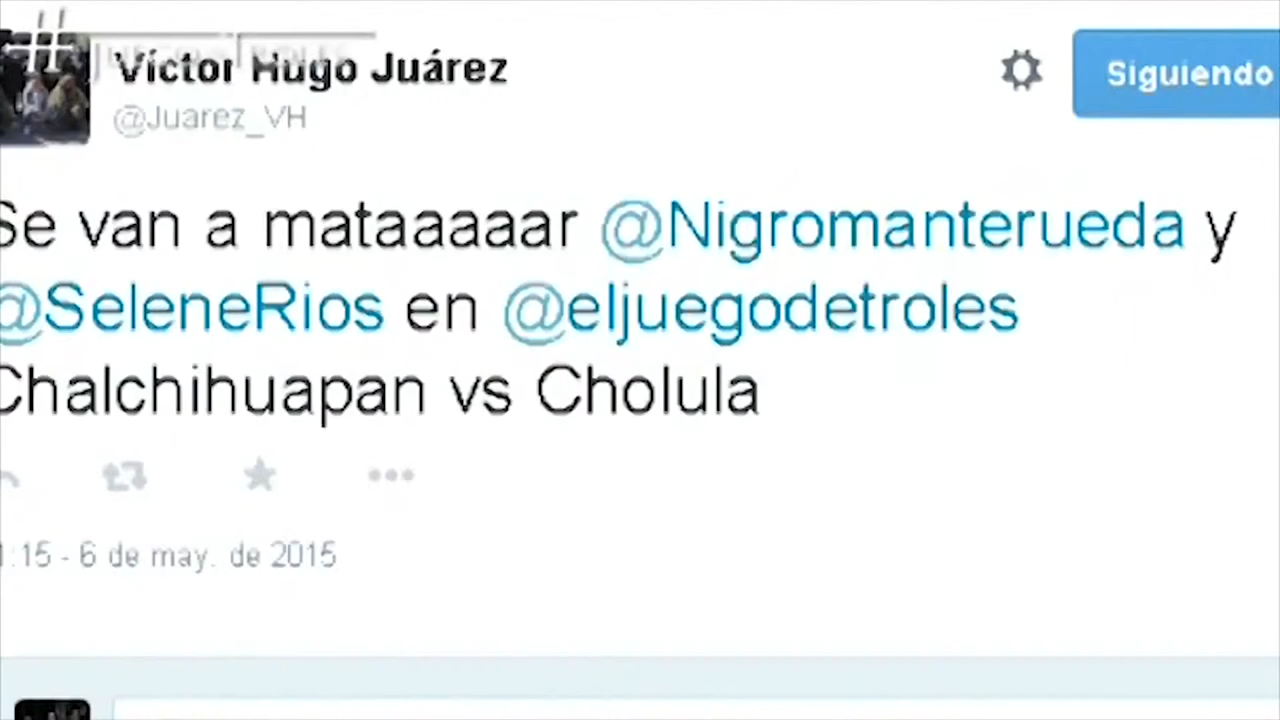 Víctor Hugo Juárez
@Juarez_VH
Siguiendo
Se van a mataaaaar @Nigromanterueda y
@SeleneRios en @eljuegodetroles
Chalchihuapan vs Cholula
:15 - 6 de may. de 2015